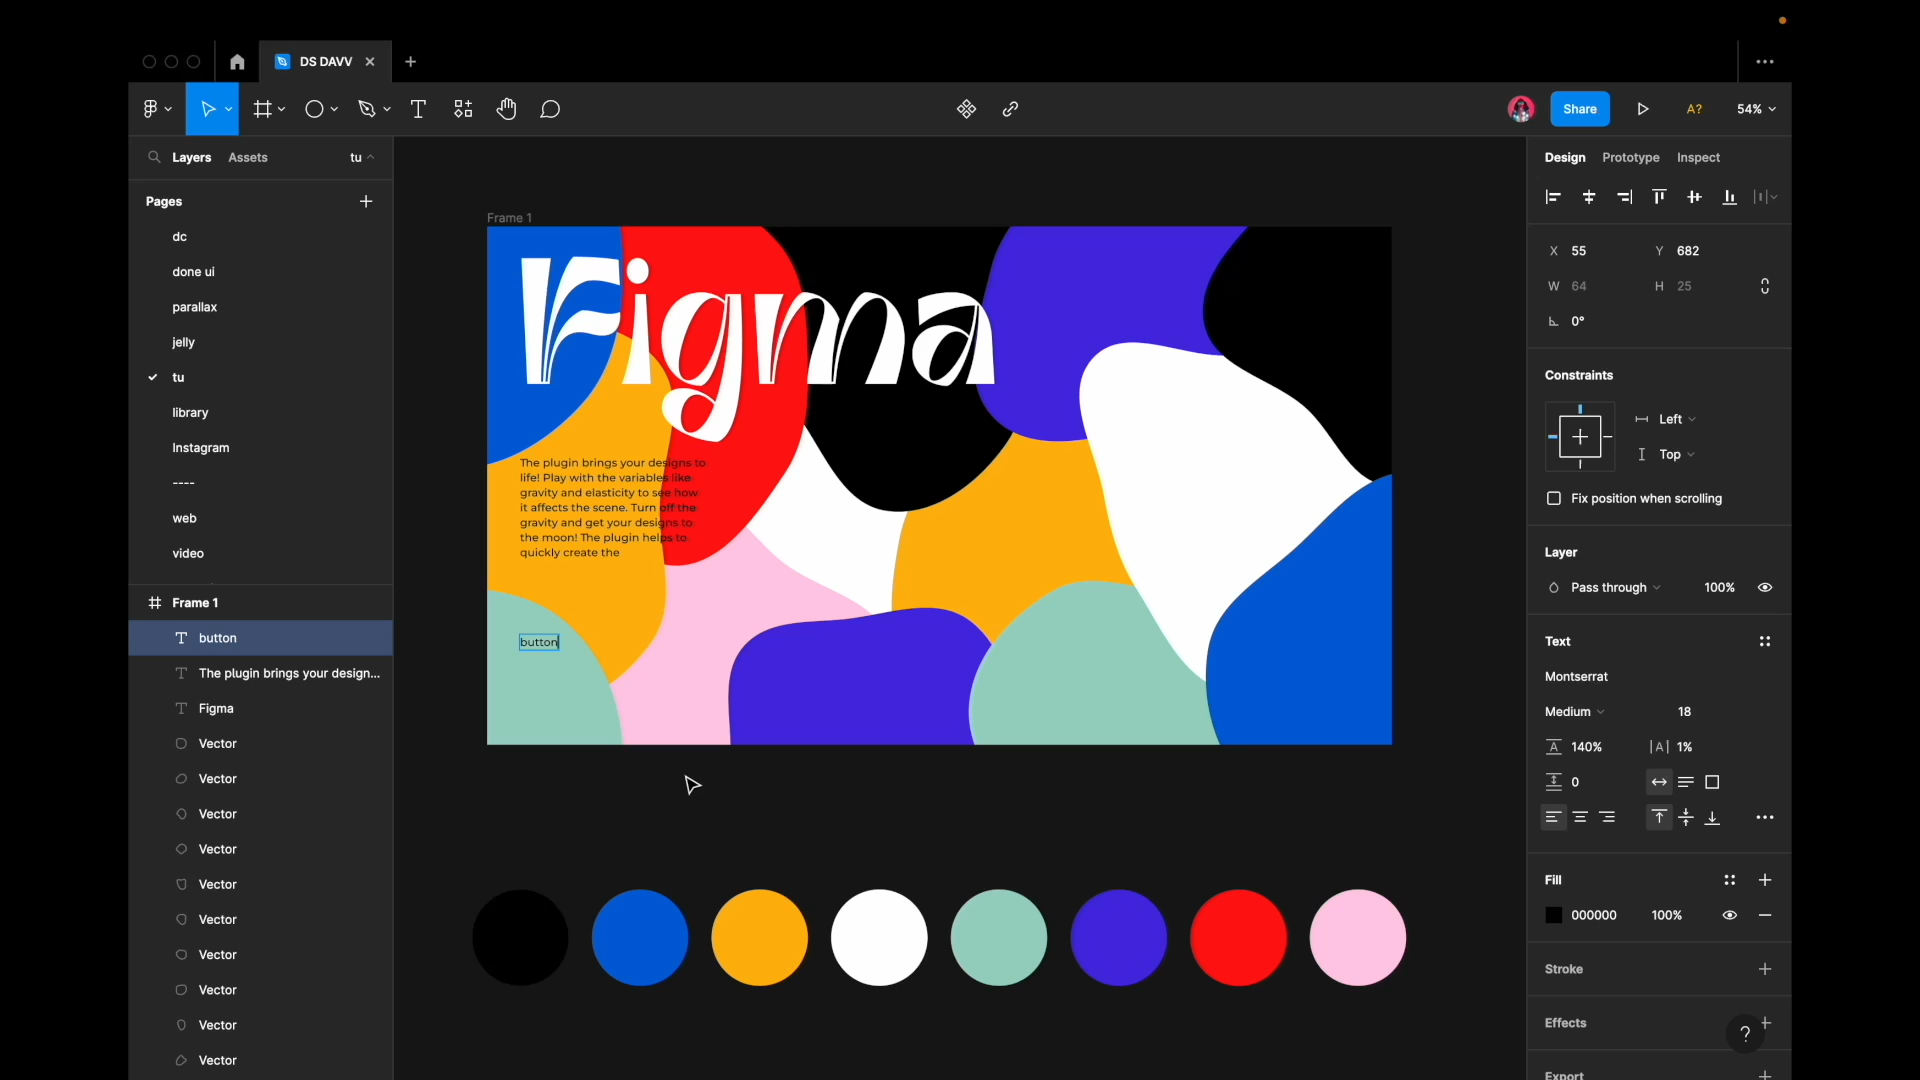 DS DAVV
T
Share
A?
54%
Layers
Assets
tu
Pages
dc
done ui
parallax
jelly
tu
library
Instagram
----
web
video
Frame 1
button
The plugin brings your design...
Figma
Vector
Vector
Vector
Vector
Vector
Vector
Vector
Vector
Vector
Vector
Frame 1
Figma
The plugin brings your designs to
life! Play with the variables like
gravity and elasticity to see how
it affects the scene. Turn off the
gravity and get your designs to
the moon! The plugin helps to
quickly create the
button
Design
Prototype
Inspect
X 55 Y 682
W 64 H 25
0°
Constraints
Left
Top
Fix position when scrolling
Layer
Pass through 100%
Text
Montserrat
Medium 18
140% |A| 1%
0
Fill
000000 100%
Stroke
Effects
?
Export